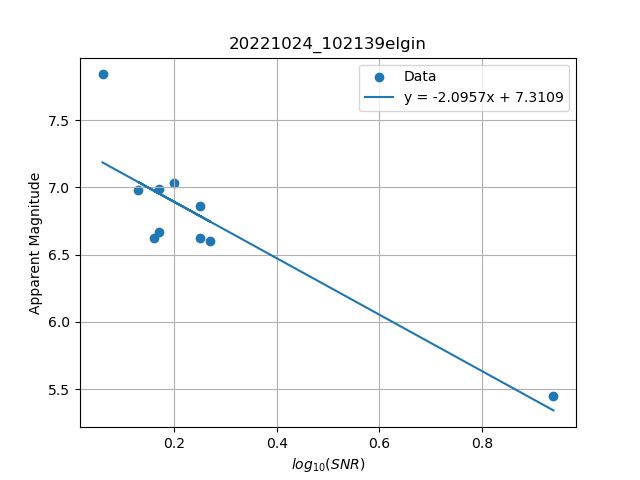 20221024_102139elgin
Data
y = -2.0957x + 7.3109
7.5
7.0
6.5
6.0
5.5
Apparent Magnitude
0.2 0.4 0.6 0.8
log₁₀(SNR)